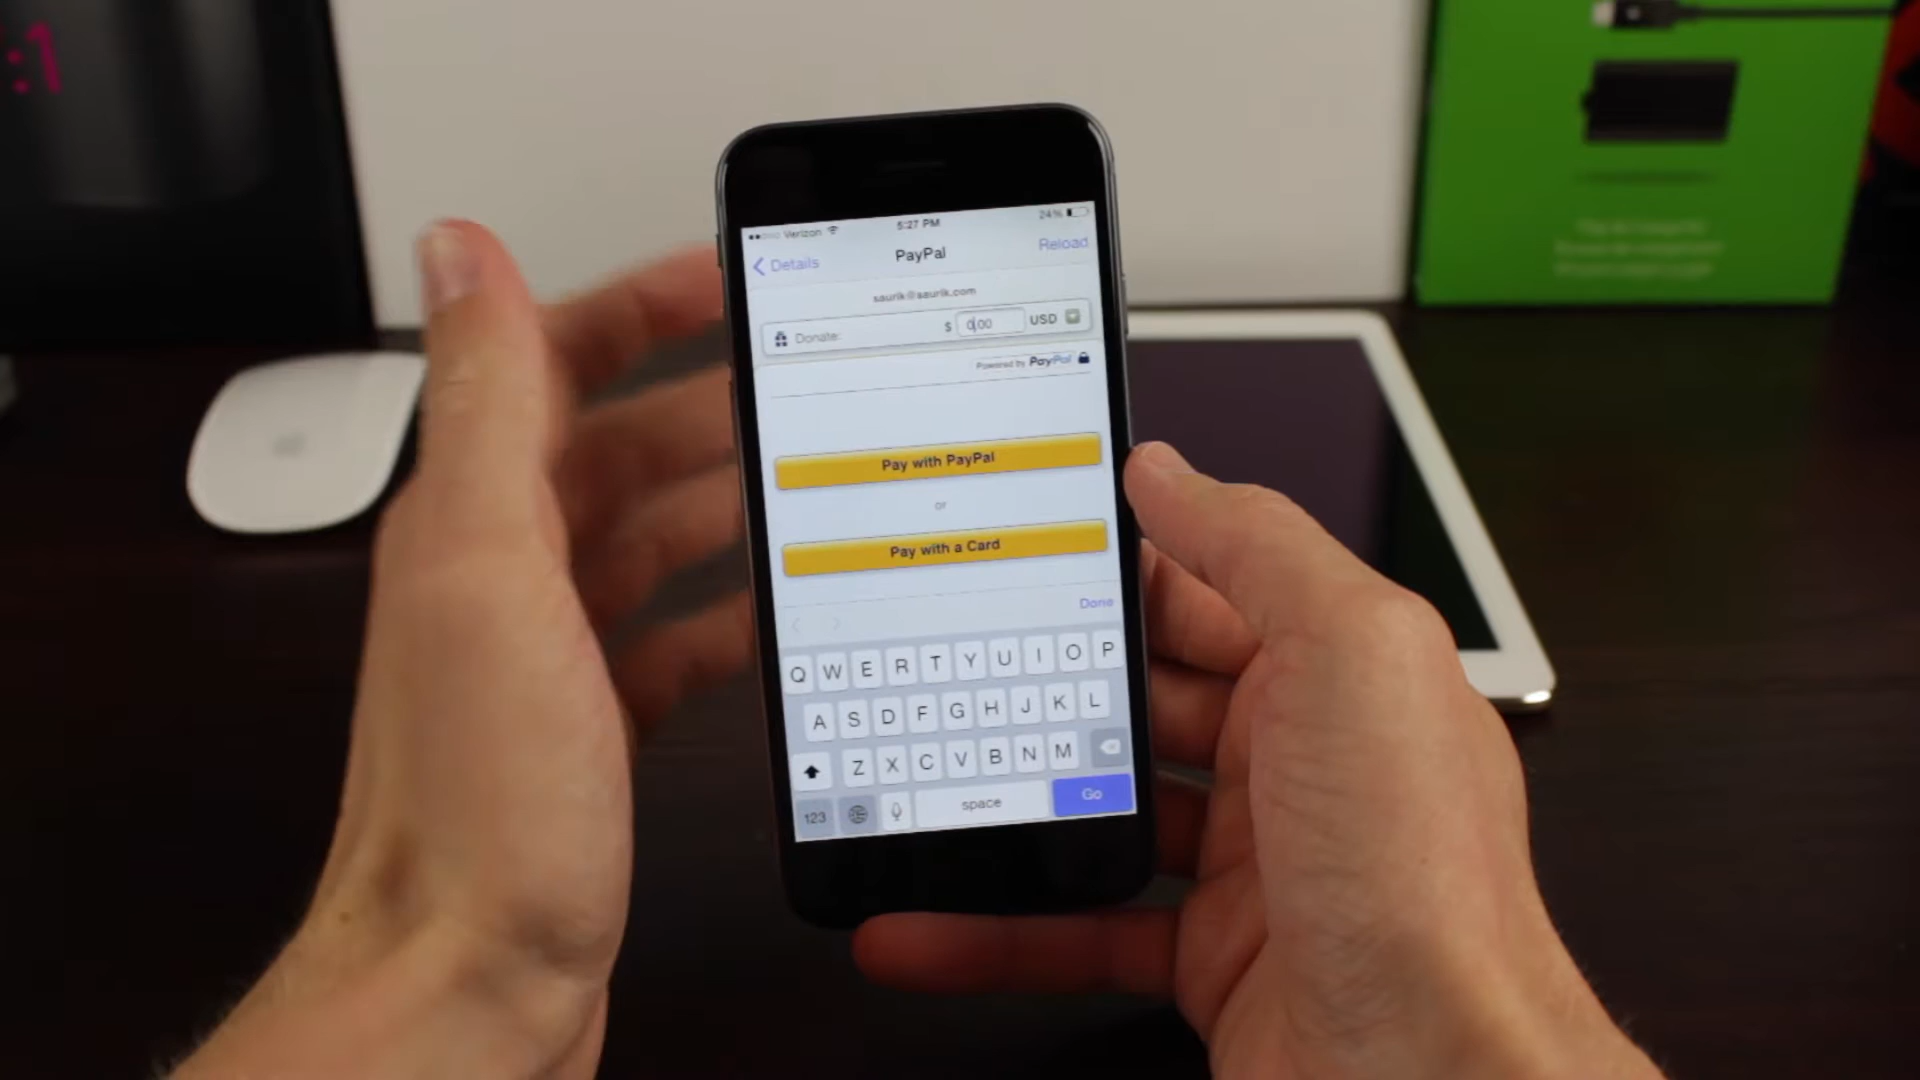 :1
Verizon 5:27 PM 24%
Details PayPal Reload
saurik@saurik.com
Donate: $ 0.00 USD
Powered by PayPal
Pay with PayPal
or
Pay with a Card
Done
Q W E R T Y U I O P
A S D F G H J K L
Z X C V B N M
123 space Go